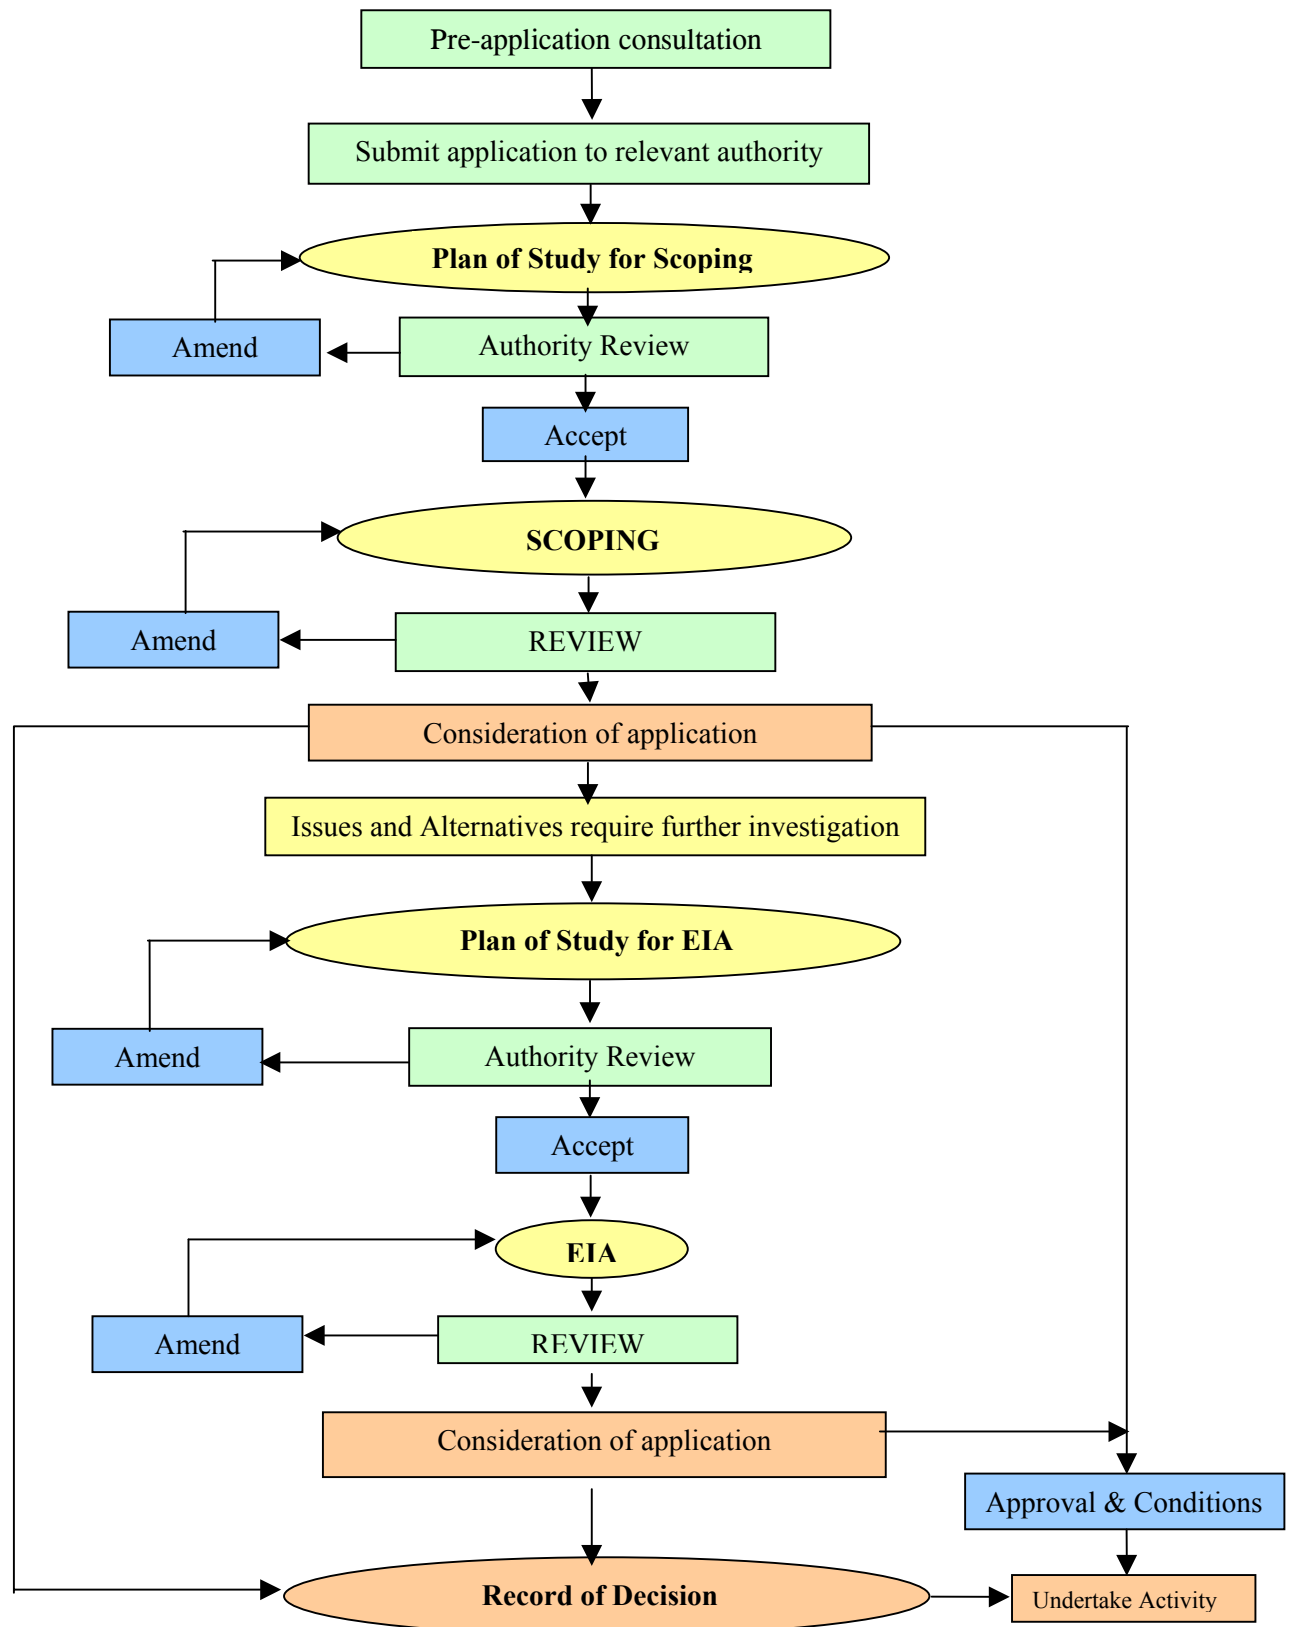 Pre-application consultation
Submit application to relevant authority
Plan of Study for Scoping
Amend
Authority Review
Accept
SCOPING
Amend
REVIEW
Consideration of application
Issues and Alternatives require further investigation
Plan of Study for EIA
Amend
Authority Review
Accept
EIA
Amend
REVIEW
Consideration of application
Approval & Conditions
Record of Decision
Undertake Activity